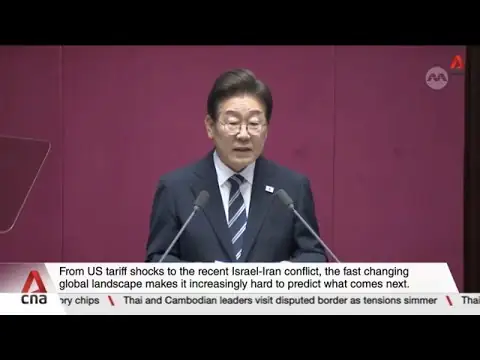 From US tariff shocks to the recent Israel-Iran conflict, the fast changing
global landscape makes it increasingly hard to predict what comes next.
cna
ory chips \ Thai and Cambodian leaders visit disputed border as tensions simmer \ Thai